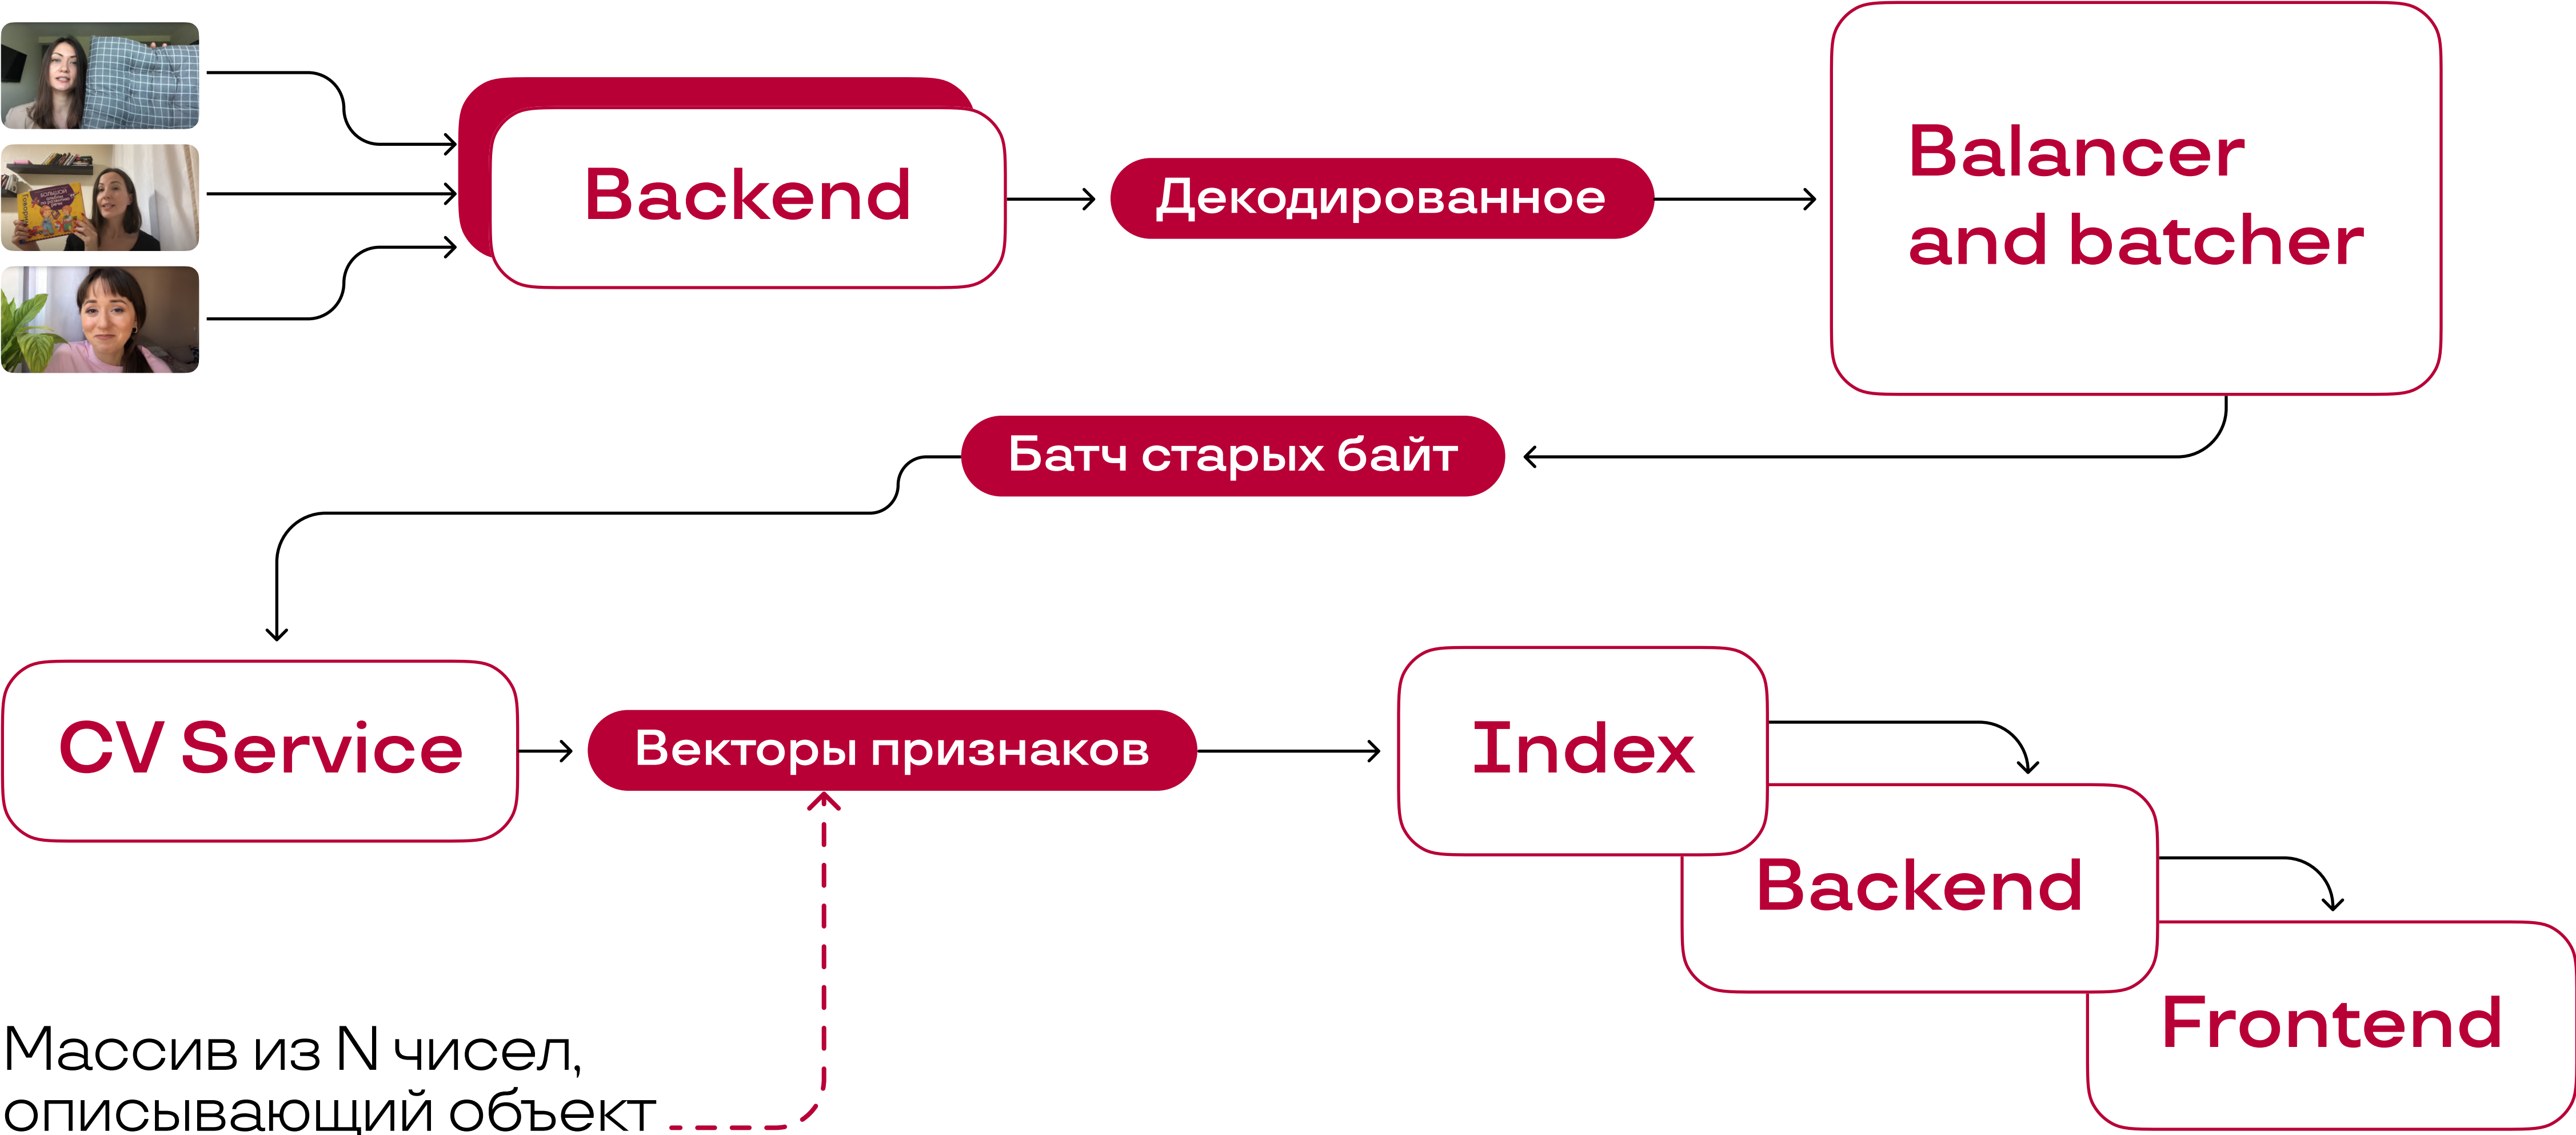 Backend
Декодированное
Balancer
and batcher
Батч старых байт
CV Service
Векторы признаков
Index
Backend
Frontend
Массив из N чисел,
описывающий объект